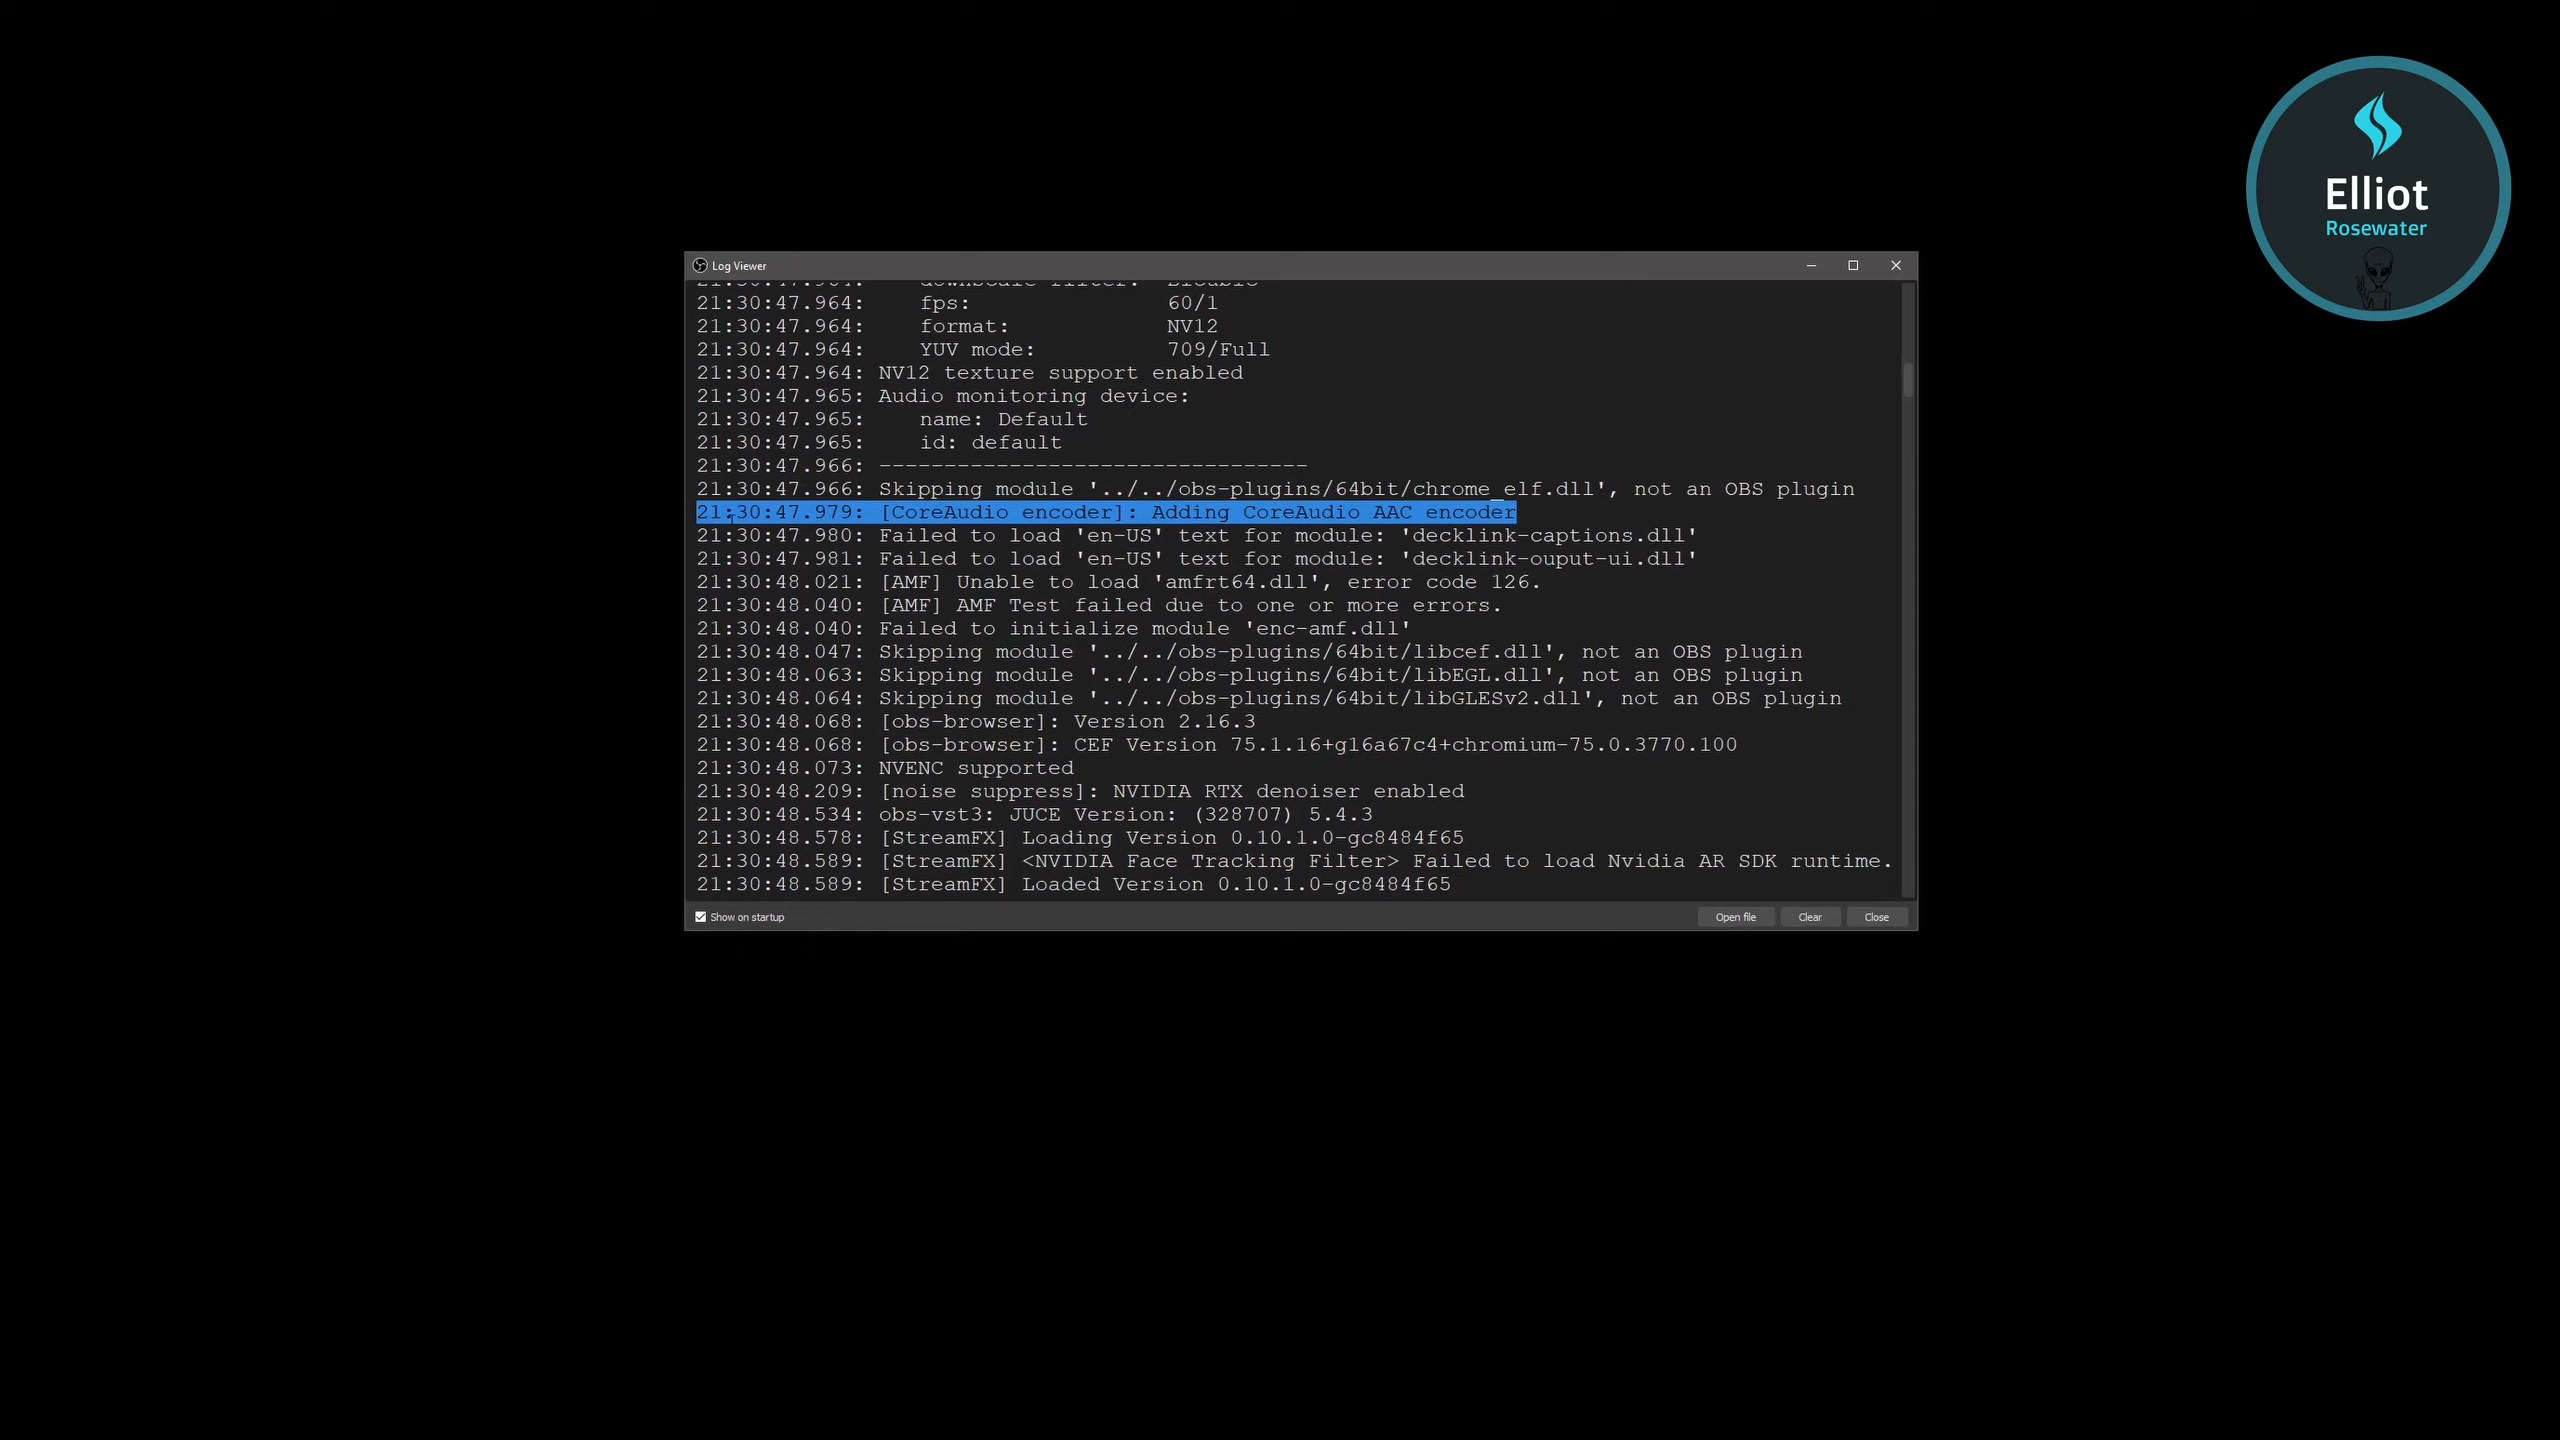 Elliot
Rosewater
Log Viewer
21:30:47.964: downscale filter: Disable
21:30:47.964: fps: 60/1
21:30:47.964: format: NV12
21:30:47.964: YUV mode: 709/Full
21:30:47.964: NV12 texture support enabled
21:30:47.965: Audio monitoring device:
21:30:47.965: name: Default
21:30:47.965: id: default
21:30:47.966: ---------------------------------
21:30:47.966: Skipping module '../../obs-plugins/64bit/chrome_elf.dll', not an OBS plugin
21:30:47.979: [CoreAudio encoder]: Adding CoreAudio AAC encoder
21:30:47.980: Failed to load 'en-US' text for module: 'decklink-captions.dll'
21:30:47.981: Failed to load 'en-US' text for module: 'decklink-ouput-ui.dll'
21:30:48.021: [AMF] Unable to load 'amfrt64.dll', error code 126.
21:30:48.040: [AMF] AMF Test failed due to one or more errors.
21:30:48.040: Failed to initialize module 'enc-amf.dll'
21:30:48.047: Skipping module '../../obs-plugins/64bit/libcef.dll', not an OBS plugin
21:30:48.063: Skipping module '../../obs-plugins/64bit/libEGL.dll', not an OBS plugin
21:30:48.064: Skipping module '../../obs-plugins/64bit/libGLESv2.dll', not an OBS plugin
21:30:48.068: [obs-browser]: Version 2.16.3
21:30:48.068: [obs-browser]: CEF Version 75.1.16+g16a67c4+chromium-75.0.3770.100
21:30:48.073: NVENC supported
21:30:48.209: [noise suppress]: NVIDIA RTX denoiser enabled
21:30:48.534: obs-vst3: JUCE Version: (328707) 5.4.3
21:30:48.578: [StreamFX] Loading Version 0.10.1.0-gc8484f65
21:30:48.589: [StreamFX] <NVIDIA Face Tracking Filter> Failed to load Nvidia AR SDK runtime.
21:30:48.589: [StreamFX] Loaded Version 0.10.1.0-gc8484f65
Show on startup
Open file
Clear
Close